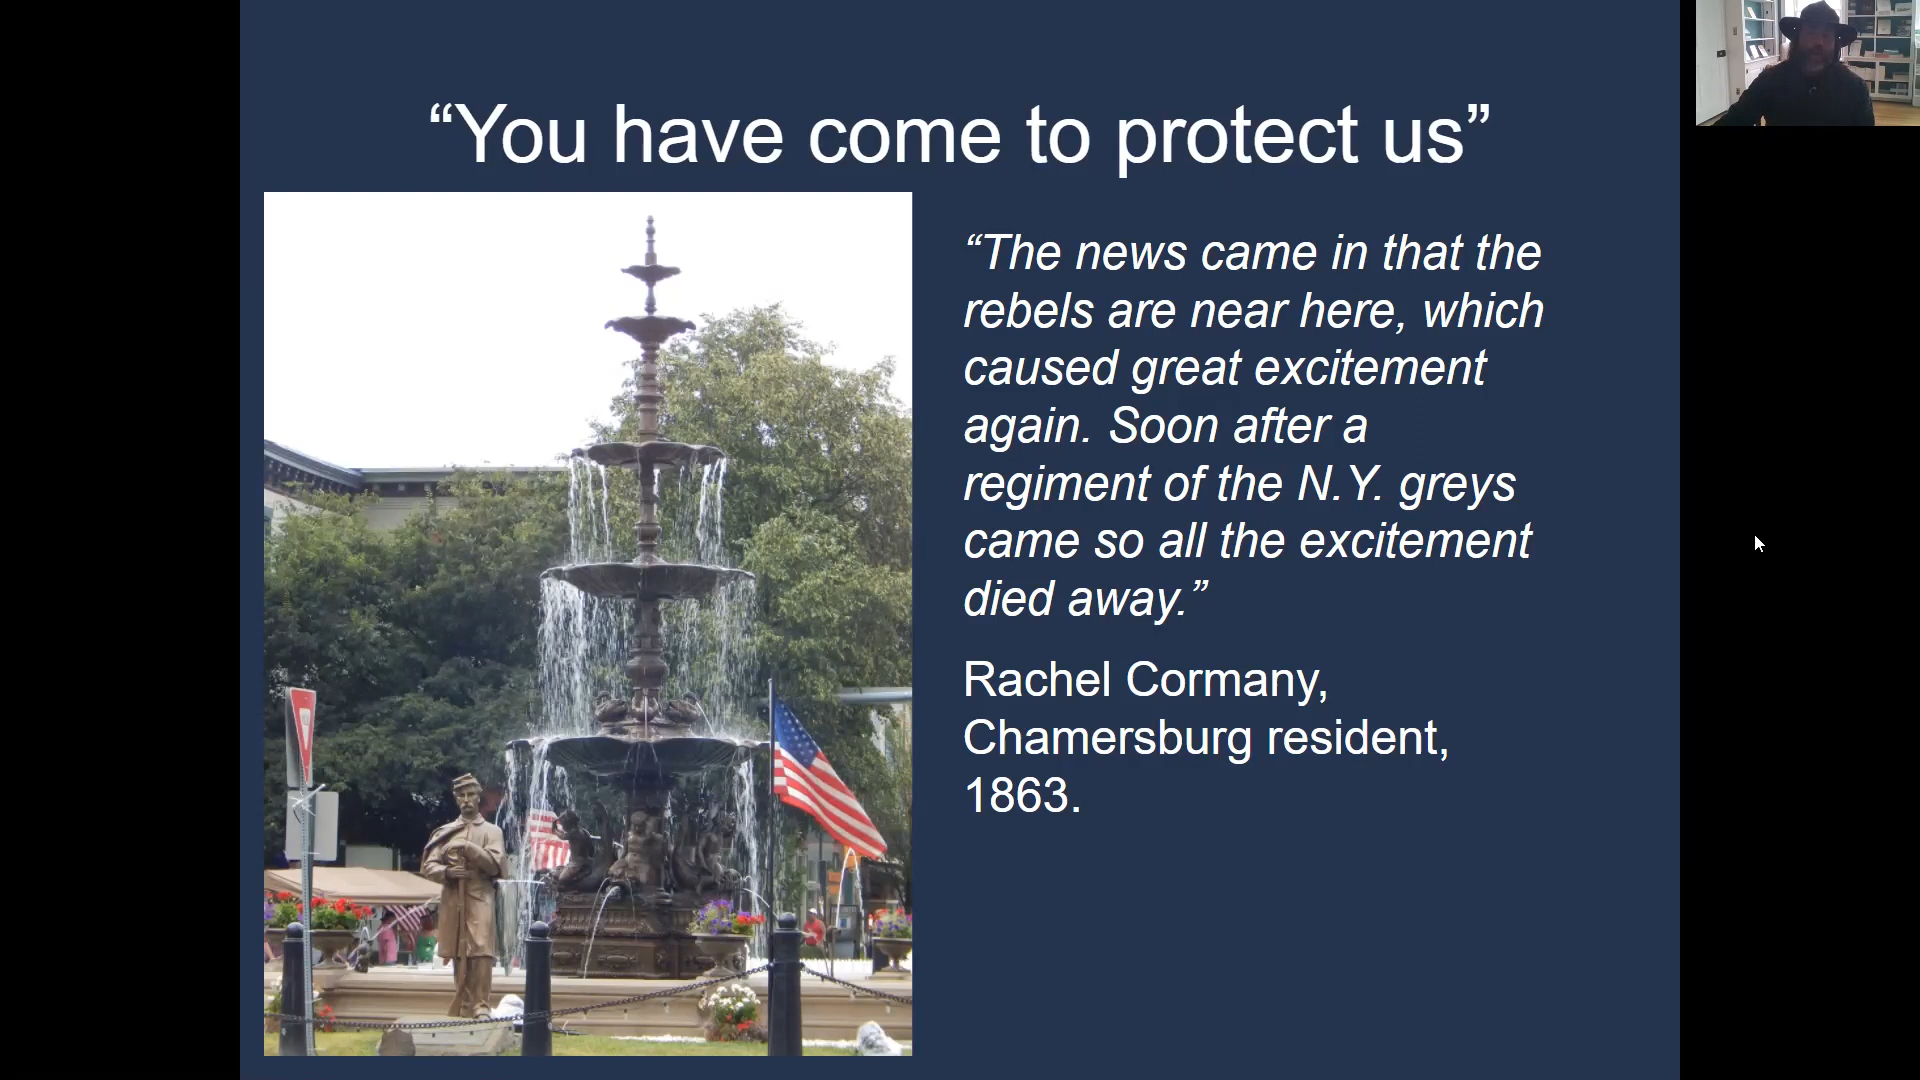 “You have come to protect us”
“The news came in that the
rebels are near here, which
caused great excitement
again. Soon after a
regiment of the N.Y. greys
came so all the excitement
died away.”
Rachel Cormany,
Chamersburg resident,
1863.